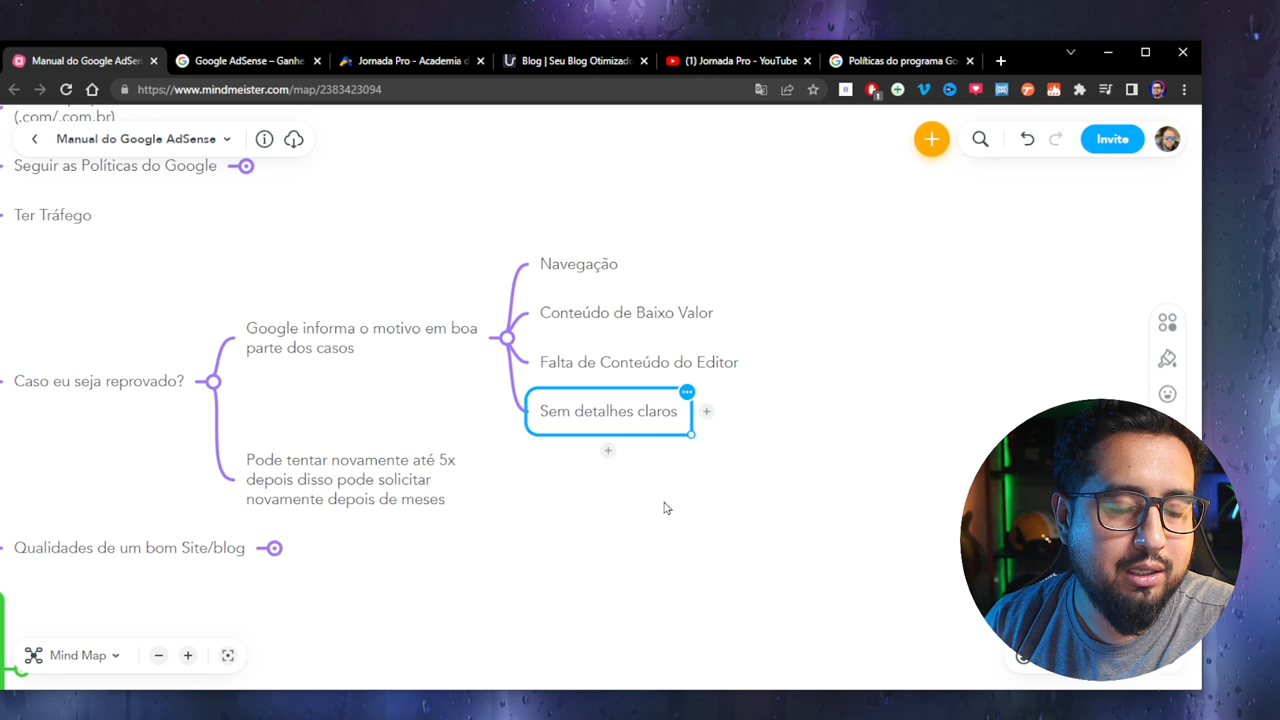 Manual do Google AdSen
Google AdSense – Ganhe
Jornada Pro - Academia d
Blog | Seu Blog Otimizado
(1) Jornada Pro - YouTube
Políticas do programa Go
https://www.mindmeister.com/map/2383423094
1
(.com/.com.br)
Manual do Google AdSense
Invite
Seguir as Políticas do Google
Ter Tráfego
Navegação
Conteúdo de Baixo Valor
Google informa o motivo em boa
parte dos casos
Falta de Conteúdo do Editor
Caso eu seja reprovado?
Sem detalhes claros
Pode tentar novamente até 5x
depois disso pode solicitar
novamente depois de meses
Qualidades de um bom Site/blog
Mind Map